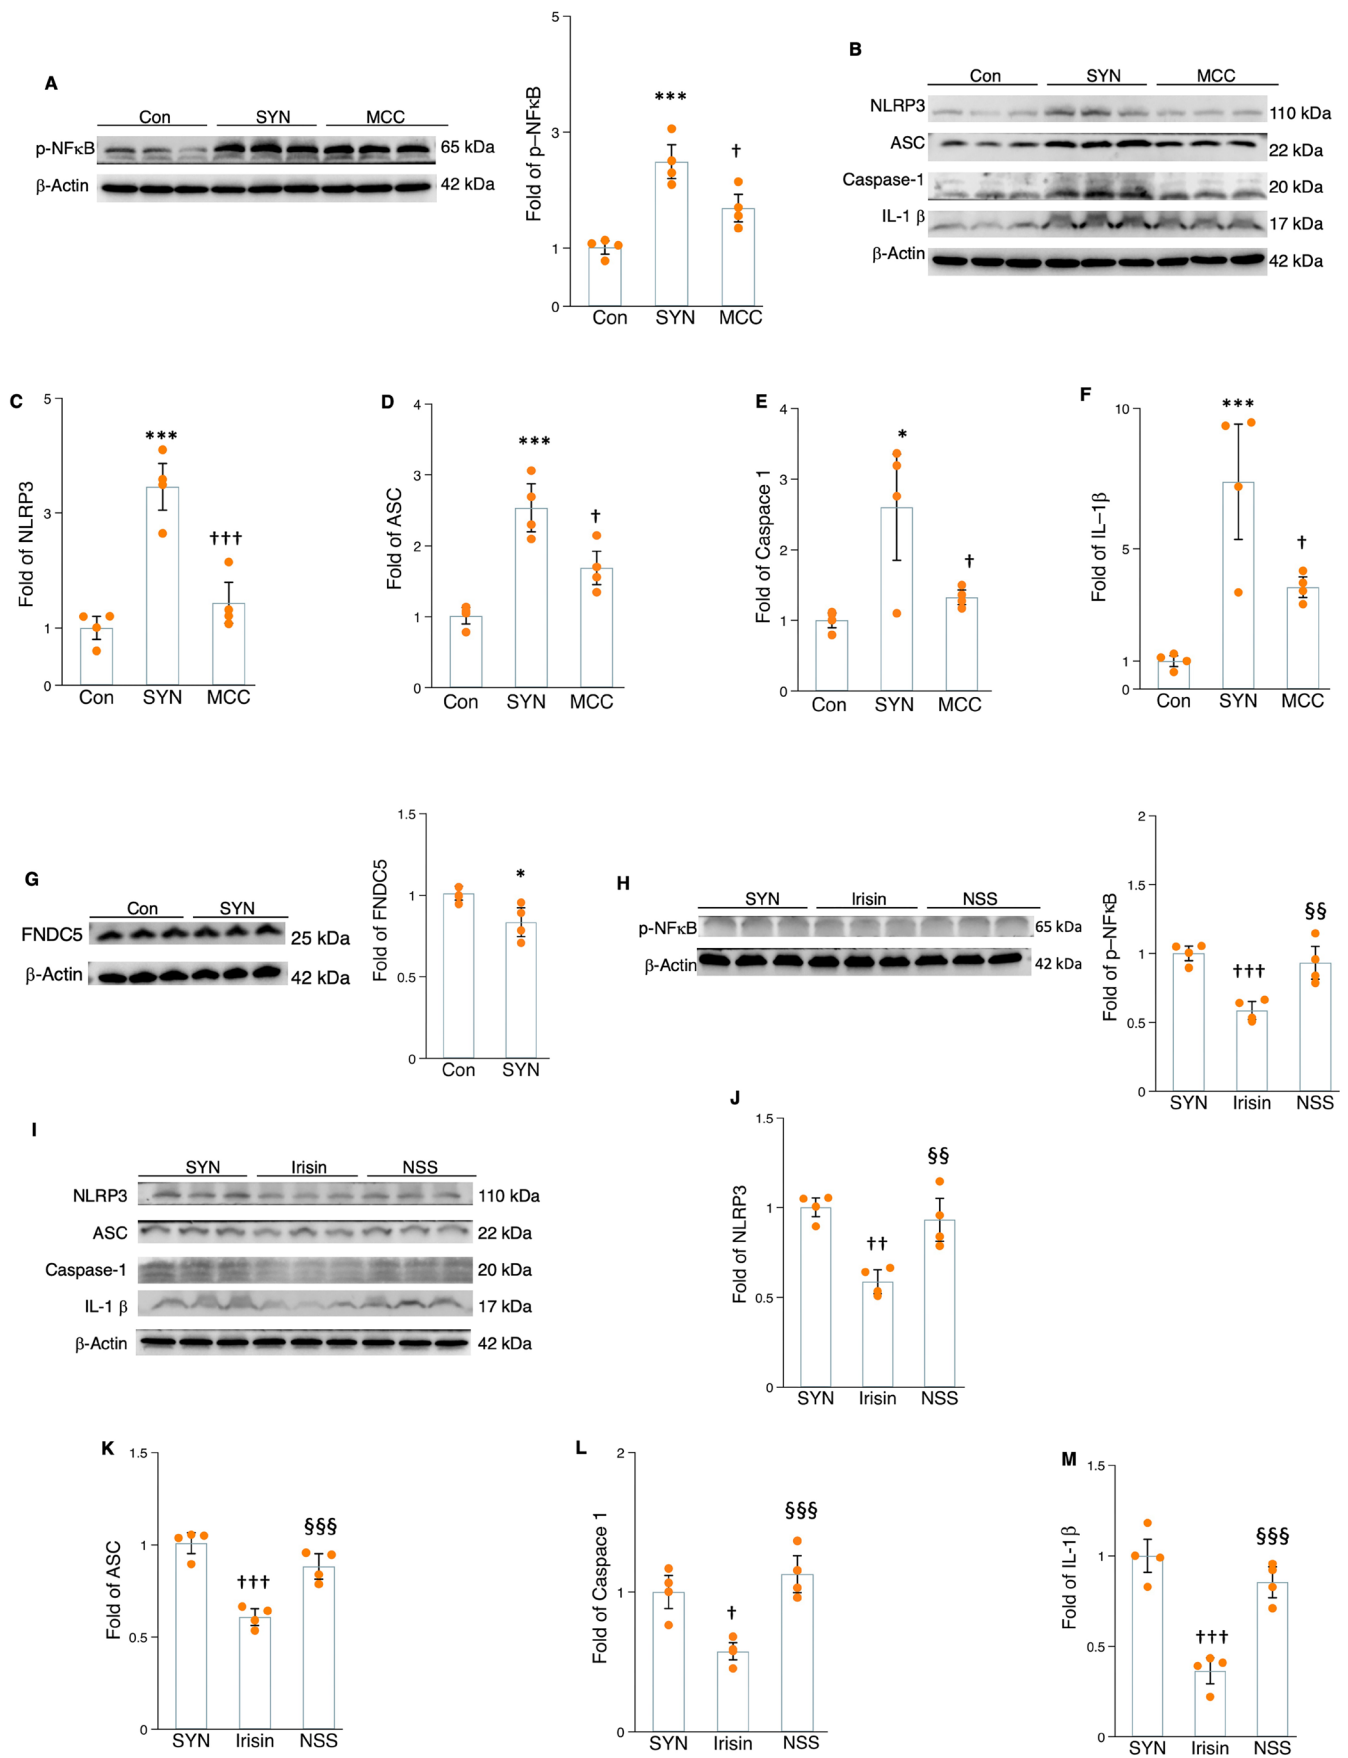 A
Con SYN MCC
p-NFκB 65 kDa
β-Actin 42 kDa
Fold of p–NFκB
5
3
1
0
***
†
Con SYN MCC
B
Con SYN MCC
NLRP3 110 kDa
ASC 22 kDa
Caspase-1 20 kDa
IL-1 β 17 kDa
β-Actin 42 kDa
C
Fold of NLRP3
5
3
1
0
***
†††
Con SYN MCC
D
Fold of ASC
4
3
2
1
0
***
†
Con SYN MCC
E
Fold of Caspace 1
4
3
2
1
0
*
†
Con SYN MCC
F
Fold of IL–1β
10
5
1
0
***
†
Con SYN MCC
G
Con SYN
FNDC5 25 kDa
β-Actin 42 kDa
Fold of FNDC5
1.5
1
0.5
0
*
Con SYN
H
SYN Irisin NSS
p-NFκB 65 kDa
β-Actin 42 kDa
Fold of p–NFκB
2
1.5
1
0.5
0
†††
§§
SYN Irisin NSS
I
SYN Irisin NSS
NLRP3 110 kDa
ASC 22 kDa
Caspase-1 20 kDa
IL-1 β 17 kDa
β-Actin 42 kDa
J
Fold of NLRP3
1.5
1
0.5
0
††
§§
SYN Irisin NSS
K
Fold of ASC
1.5
1
0.5
0
†††
§§§
SYN Irisin NSS
L
Fold of Caspace 1
2
1
0
†
§§§
SYN Irisin NSS
M
Fold of IL-1β
1.5
1
0.5
0
†††
§§§
SYN Irisin NSS